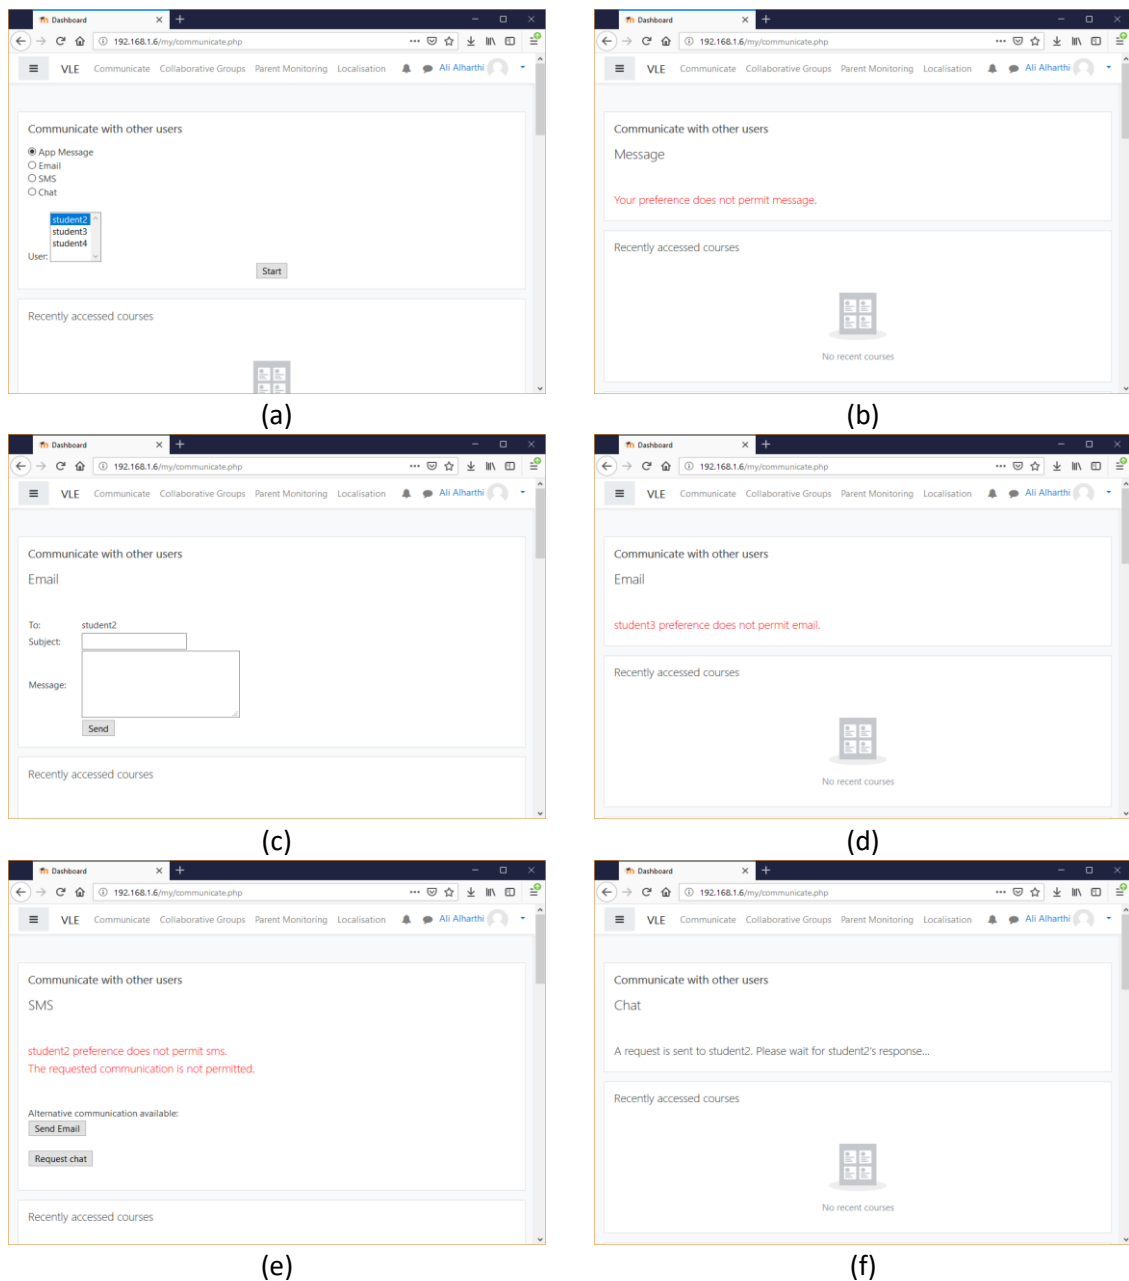 Dashboard
192.168.1.6/my/communicate.php
VLE Communicate Collaborative Groups Parent Monitoring Localisation Ali Alharthi
Communicate with other users
App Message
Email
SMS
Chat
student2
student3
student4
User:
Start
Recently accessed courses
(a)
Dashboard
192.168.1.6/my/communicate.php
VLE Communicate Collaborative Groups Parent Monitoring Localisation Ali Alharthi
Communicate with other users
Message
Your preference does not permit message.
Recently accessed courses
No recent courses
(b)
Dashboard
192.168.1.6/my/communicate.php
VLE Communicate Collaborative Groups Parent Monitoring Localisation Ali Alharthi
Communicate with other users
Email
To: student2
Subject:
Message:
Send
Recently accessed courses
(c)
Dashboard
192.168.1.6/my/communicate.php
VLE Communicate Collaborative Groups Parent Monitoring Localisation Ali Alharthi
Communicate with other users
Email
student3 preference does not permit email.
Recently accessed courses
No recent courses
(d)
Dashboard
192.168.1.6/my/communicate.php
VLE Communicate Collaborative Groups Parent Monitoring Localisation Ali Alharthi
Communicate with other users
SMS
student2 preference does not permit sms.
The requested communication is not permitted.
Alternative communication available:
Send Email
Request chat
Recently accessed courses
(e)
Dashboard
192.168.1.6/my/communicate.php
VLE Communicate Collaborative Groups Parent Monitoring Localisation Ali Alharthi
Communicate with other users
Chat
A request is sent to student2. Please wait for student2's response...
Recently accessed courses
No recent courses
(f)